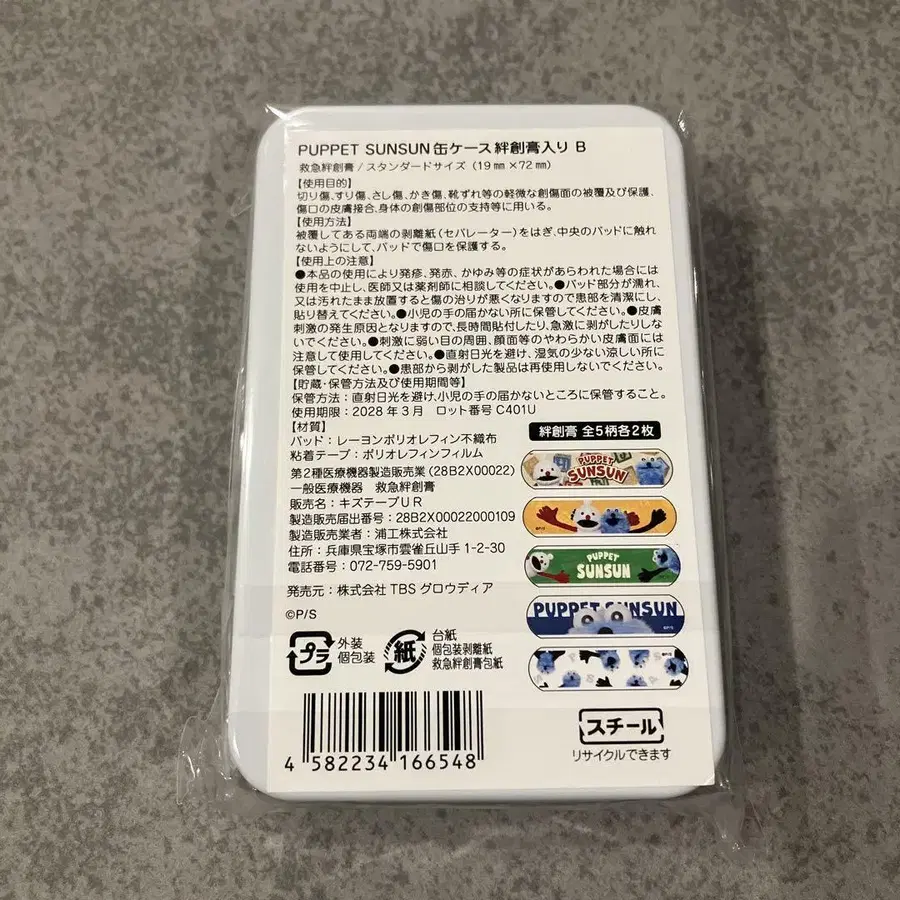 PUPPET SUNSUN缶ケース絆創膏入り B
救急絆創膏/スタンダードサイズ（19㎜×72㎜）
【使用目的】
切り傷、すり傷、さし傷、かき傷、靴ずれ等の軽微な創傷面の被覆及び保護、
傷口の皮膚接合、身体の創傷部位の支持等に用いる。
【使用方法】
被覆してある両端の剥離紙（セパレーター）をはぎ、中央のパッドに触れ
ないようにして、パッドで傷口を保護する。
【使用上の注意】
●本品の使用により発疹、発赤、かゆみ等の症状があらわれた場合には
使用を中止し、医師又は薬剤師に相談してください。●パッド部分が濡れ、
又は汚れたまま放置すると傷の治りが悪くなりますので患部を清潔にし、
貼り替えてください。●小児の手の届かない所に保管してください。●皮膚
刺激の発生原因となりますので、長時間貼付したり、急激に剥がしたりしな
いでください。●刺激に弱い目の周囲、顔面等のやわらかい皮膚面には
注意して使用してください。●直射日光を避け、湿気の少ない涼しい所に
保管してください。●患部から剥がした製品は再使用しないでください。
【貯蔵・保管方法及び使用期間等】
保管方法：直射日光を避け、小児の手の届かないところに保管すること。
使用期限：2028年3月 ロット番号 C401U
【材質】
パッド：レーヨンポリオレフィン不織布
粘着テープ：ポリオレフィンフィルム
第2種医療機器製造販売業（28B2X00022）
一般医療機器 救急絆創膏
販売名：キズテープUR
製造販売届出番号：28B2X00022000109
製造販売業者：浦工株式会社
住所：兵庫県宝塚市雲雀丘山手1-2-30
電話番号：072-759-5901
発売元：株式会社TBSグロウディア
©P/S
絆創膏 全5柄各2枚
PUPPET
SUNSUN
©P/S
PUPPET
SUNSUN
PUPPET SUNSUN
©P/S
プラ
外装
個包装
紙
台紙
個包装剥離紙
救急絆創膏包紙
4 582234 166548
スチール
リサイクルできます